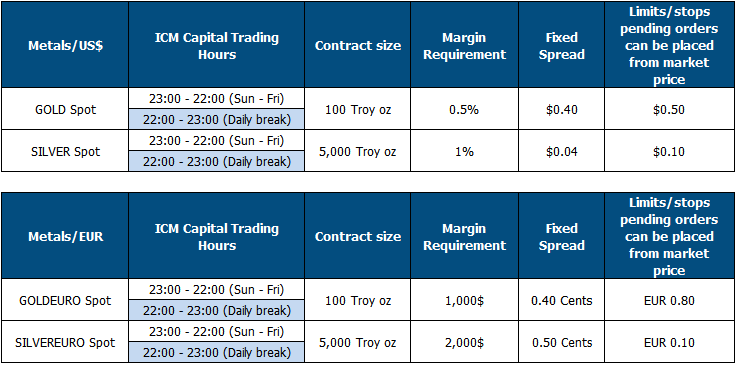 Metals/US$ ICM Capital Trading Hours Contract size Margin Requirement Fixed Spread Limits/stops pending orders can be placed from market price
GOLD Spot 23:00 - 22:00 (Sun - Fri) 100 Troy oz 0.5% $0.40 $0.50
22:00 - 23:00 (Daily break)
SILVER Spot 23:00 - 22:00 (Sun - Fri) 5,000 Troy oz 1% $0.04 $0.10
22:00 - 23:00 (Daily break)
Metals/EUR ICM Capital Trading Hours Contract size Margin Requirement Fixed Spread Limits/stops pending orders can be placed from market price
GOLDEURO Spot 23:00 - 22:00 (Sun - Fri) 100 Troy oz 1,000$ 0.40 Cents EUR 0.80
22:00 - 23:00 (Daily break)
SILVEREURO Spot 23:00 - 22:00 (Sun - Fri) 5,000 Troy oz 2,000$ 0.50 Cents EUR 0.10
22:00 - 23:00 (Daily break)